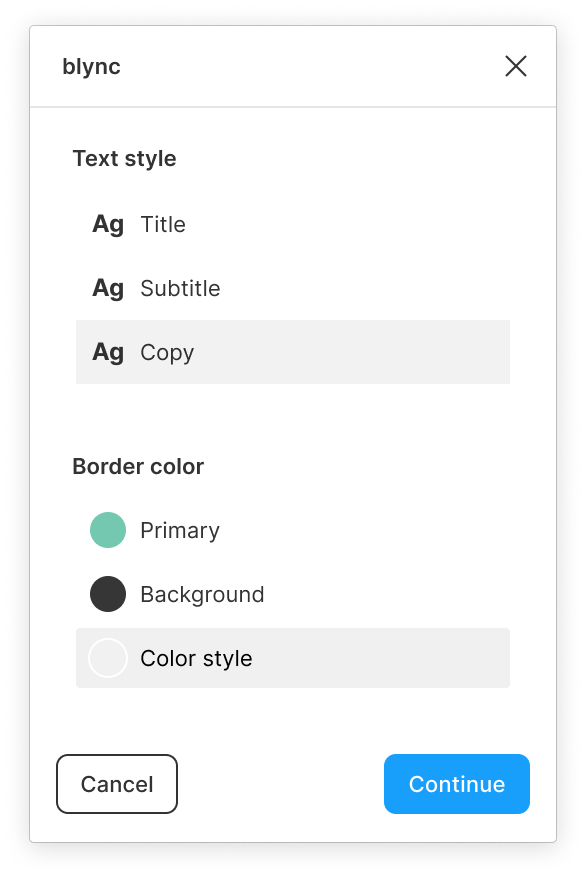 blync
Text style
Ag Title
Ag Subtitle
Ag Copy
Border color
Primary
Background
Color style
Cancel
Continue